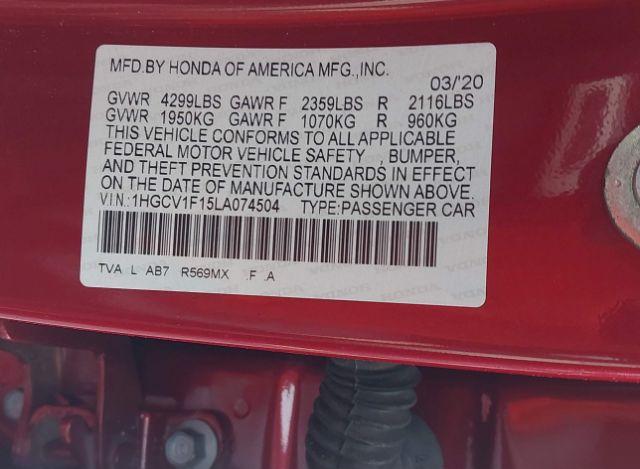 MFD.BY HONDA OF AMERICA MFG.,INC.
03/'20
GVWR 4299LBS GAWR F 2359LBS R 2116LBS
GVWR 1950KG GAWR F 1070KG R 960KG
THIS VEHICLE CONFORMS TO ALL APPLICABLE
FEDERAL MOTOR VEHICLE SAFETY , BUMPER,
AND THEFT PREVENTION STANDARDS IN EFFECT
ON THE DATE OF MANUFACTURE SHOWN ABOVE.
V.I.N.:1HGCV1F15LA074504 TYPE:PASSENGER CAR
TVA L AB7 R569MX .F .A